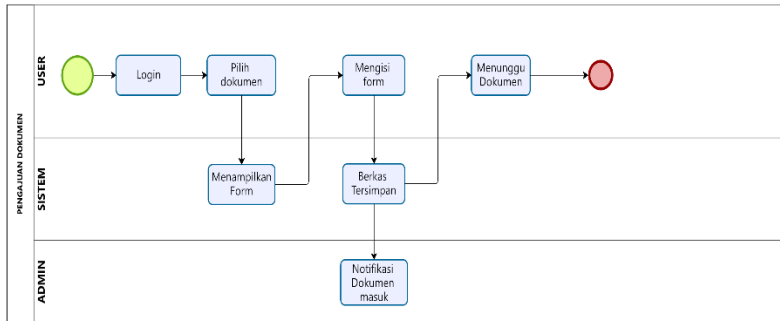 PENGAJUAN DOKUMEN
USER
Login
Pilih
dokumen
Mengisi
form
Menunggu
Dokumen
SISTEM
Menampilkan
Form
Berkas
Tersimpan
ADMIN
Notifikasi
Dokumen
masuk